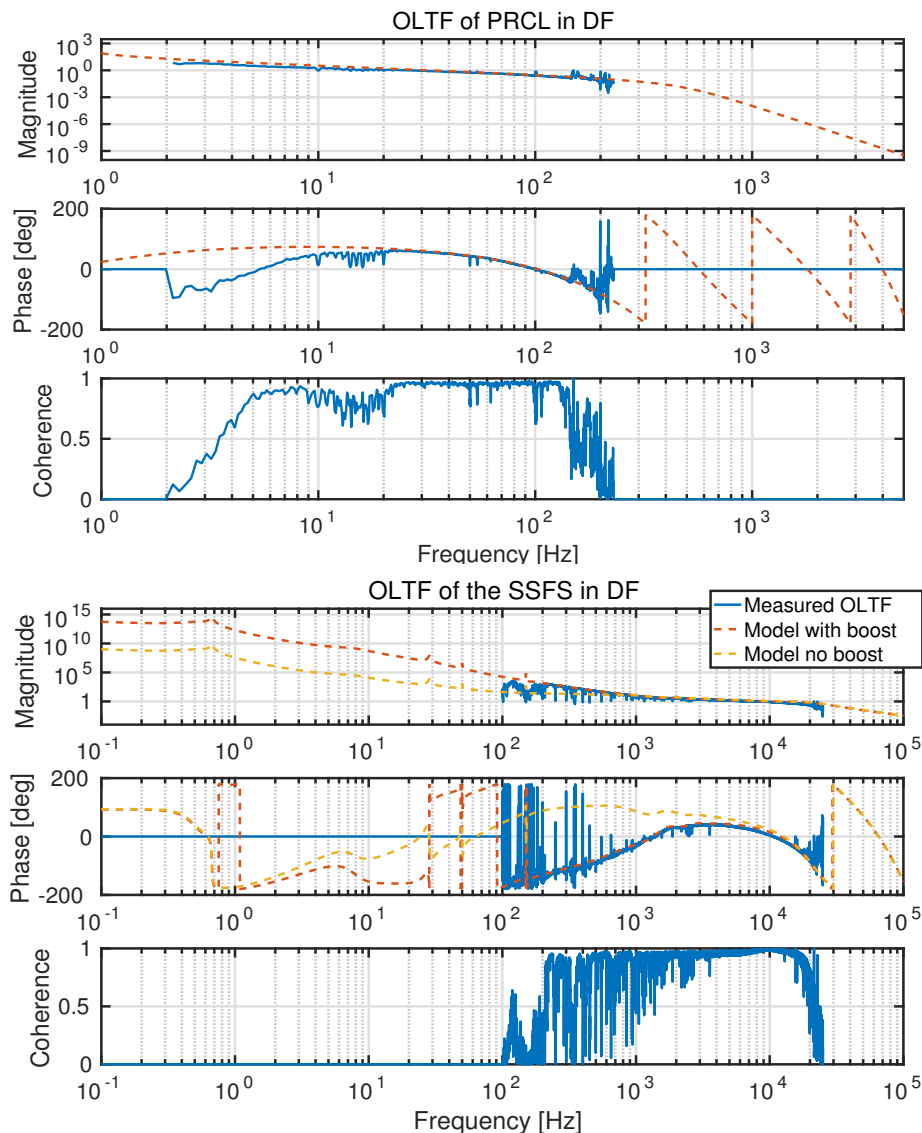 OLTF of PRCL in DF
Magnitude
10^3
10^0
10^-3
10^-6
10^-9
10^0 10^1 10^2 10^3
Phase [deg]
200
0
-200
10^0 10^1 10^2 10^3
Coherence
1
0.5
0
10^0 10^1 10^2 10^3
Frequency [Hz]
OLTF of the SSFS in DF
Measured OLTF
Model with boost
Model no boost
Magnitude
10^15
10^10
10^5
1
10^-1 10^0 10^1 10^2 10^3 10^4 10^5
Phase [deg]
200
0
-200
10^-1 10^0 10^1 10^2 10^3 10^4 10^5
Coherence
1
0.5
0
10^-1 10^0 10^1 10^2 10^3 10^4 10^5
Frequency [Hz]